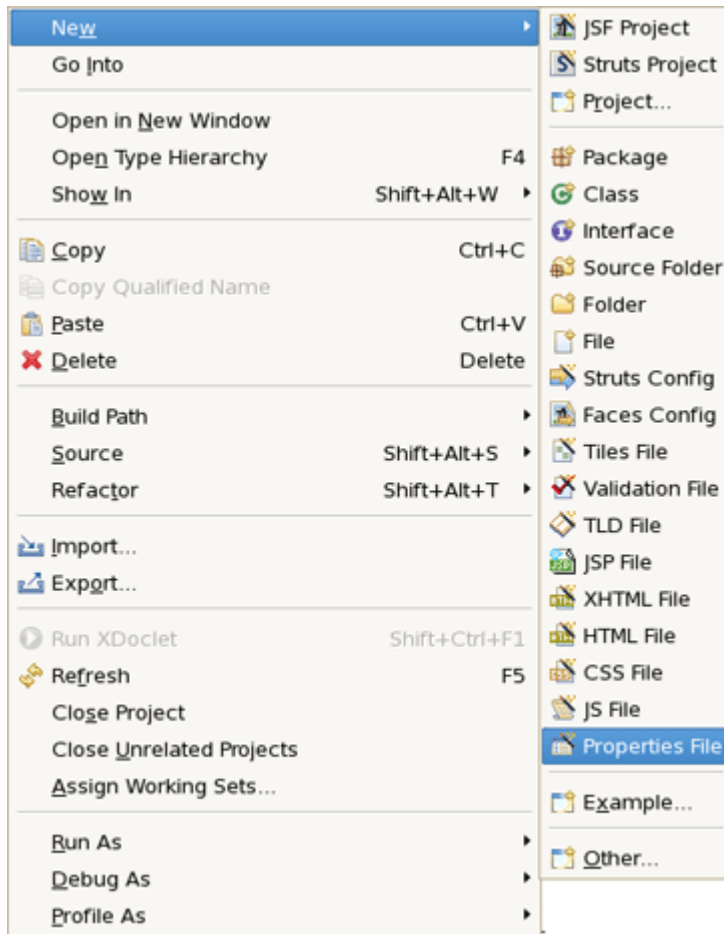 New
Go Into
Open in New Window
Open Type Hierarchy F4
Show In Shift+Alt+W
Copy Ctrl+C
Copy Qualified Name
Paste Ctrl+V
Delete Delete
Build Path
Source Shift+Alt+S
Refactor Shift+Alt+T
Import...
Export...
Run XDoclet Shift+Ctrl+F1
Refresh F5
Close Project
Close Unrelated Projects
Assign Working Sets...
Run As
Debug As
Profile As
JSF Project
Struts Project
Project...
Package
Class
Interface
Source Folder
Folder
File
Struts Config
Faces Config
Tiles File
Validation File
TLD File
JSP File
XHTML File
HTML File
CSS File
JS File
Properties File
Example...
Other...